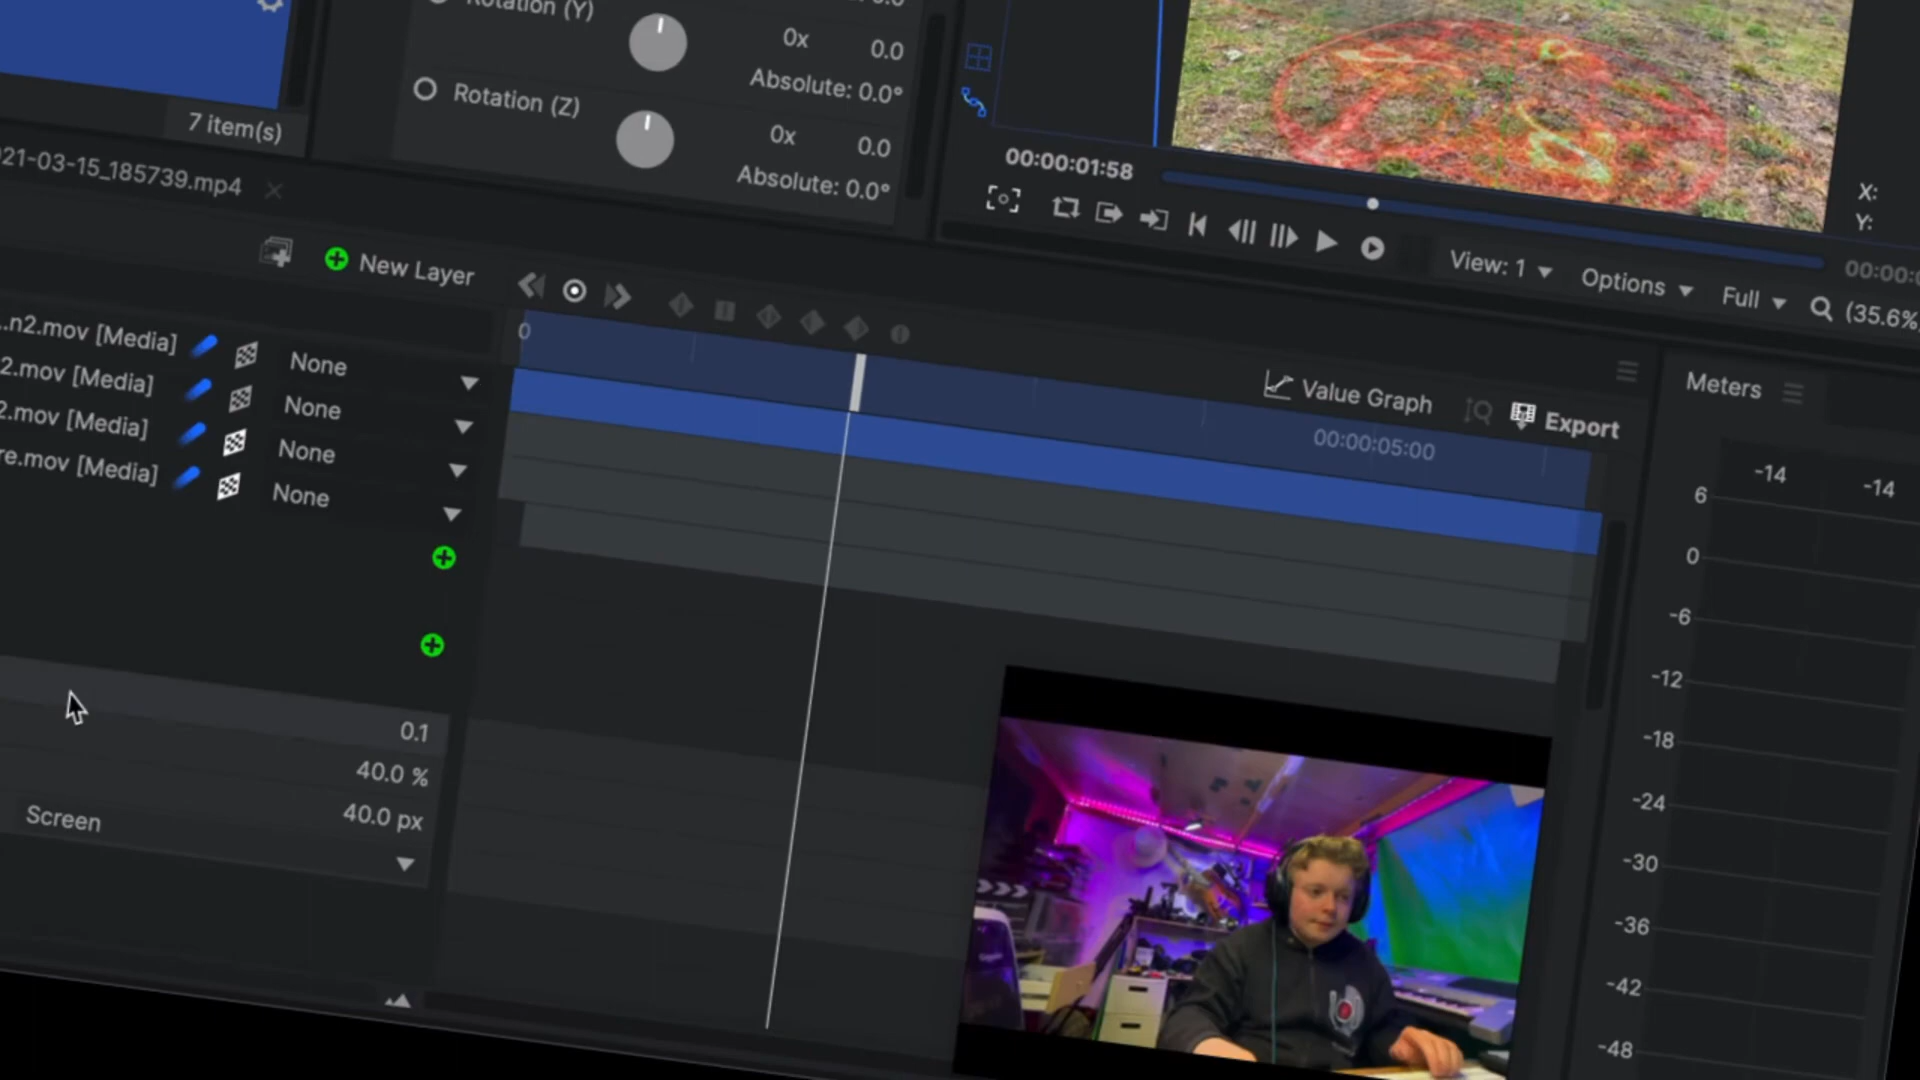 Rotation (Y)
0x 0.0
Absolute: 0.0°
Rotation (Z)
0x 0.0
Absolute: 0.0°
7 item(s)
21-03-15_185739.mp4
00:00:01:58
X:
Y:
View: 1
Options
Full
(35.6%
New Layer
0
Value Graph
Export
00:00:05:00
...n2.mov [Media] None
2.mov [Media] None
2.mov [Media] None
re.mov [Media] None
0.1
40.0 %
40.0 px
Screen
Meters
-14 -14
6
0
-6
-12
-18
-24
-30
-36
-42
-48